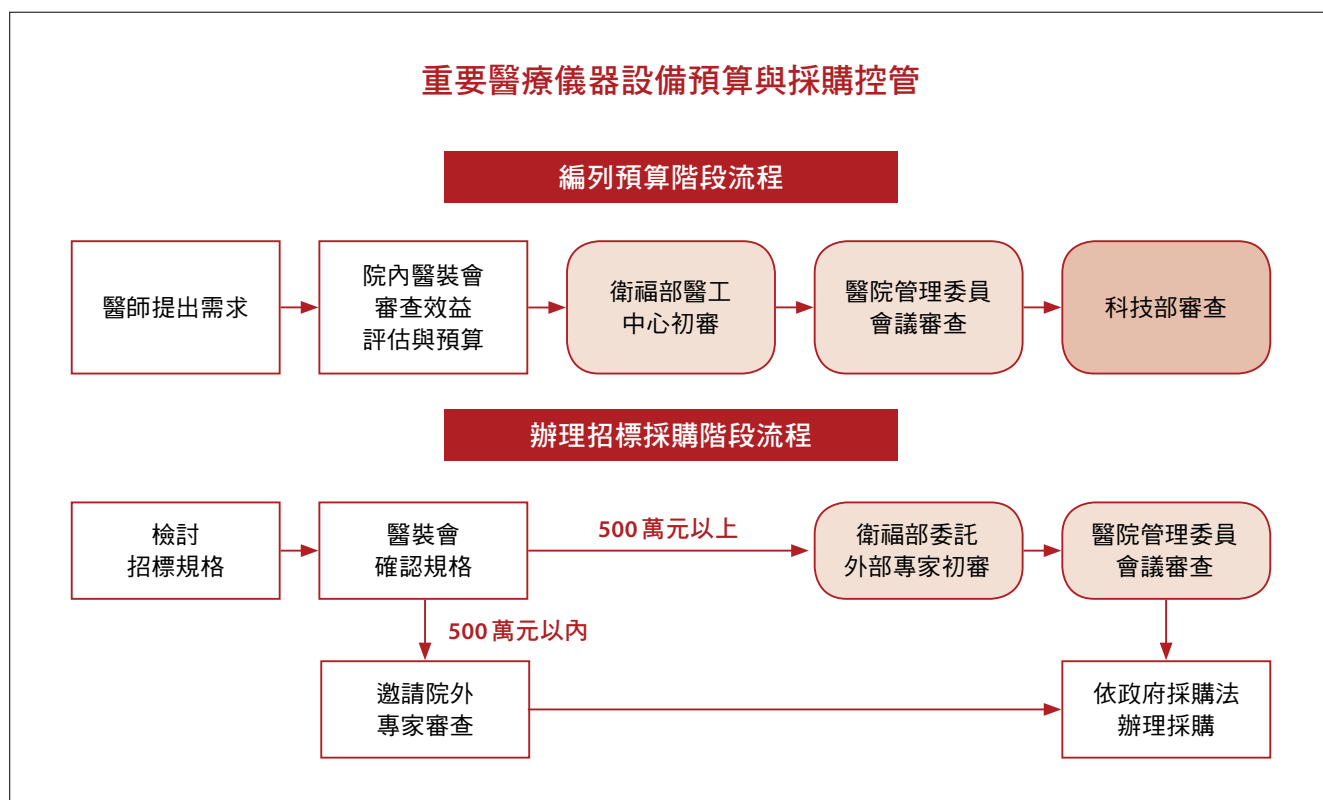 重要醫療儀器設備預算與採購控管
編列預算階段流程
醫師提出需求
院內醫裝會
審查效益
評估與預算
衛福部醫工
中心初審
醫院管理委員
會議審查
科技部審查
辦理招標採購階段流程
檢討
招標規格
醫裝會
確認規格
500 萬元以上
衛福部委託
外部專家初審
醫院管理委員
會議審查
500 萬元以內
邀請院外
專家審查
依政府採購法
辦理採購